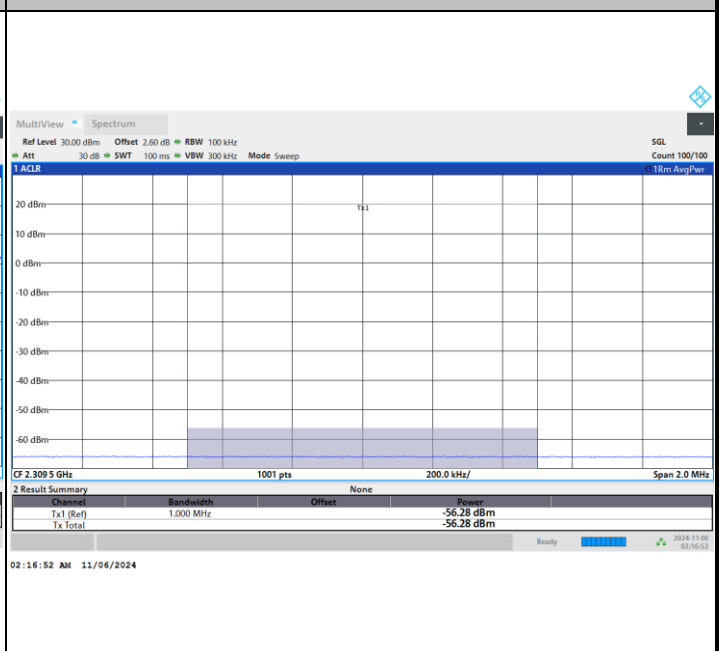 MultiView Spectrum
Ref Level 30.00 dBm Offset 2.60 dB RBW 100 kHz SGL
Att 30 dB SWT 100 ms VBW 300 kHz Mode Sweep Count 100/100
1 ACLR 1Rm AvgPwr
20 dBm
Tx1
10 dBm
0 dBm
-10 dBm
-20 dBm
-30 dBm
-40 dBm
-50 dBm
-60 dBm
CF 2.309 5 GHz 1001 pts 200.0 kHz/ Span 2.0 MHz
2 Result Summary None
Channel Bandwidth Offset Power
Tx1 (Ref) 1.000 MHz -56.28 dBm
Tx Total -56.28 dBm
Ready 2024-11-06
02:16:52
02:16:52 AM 11/06/2024